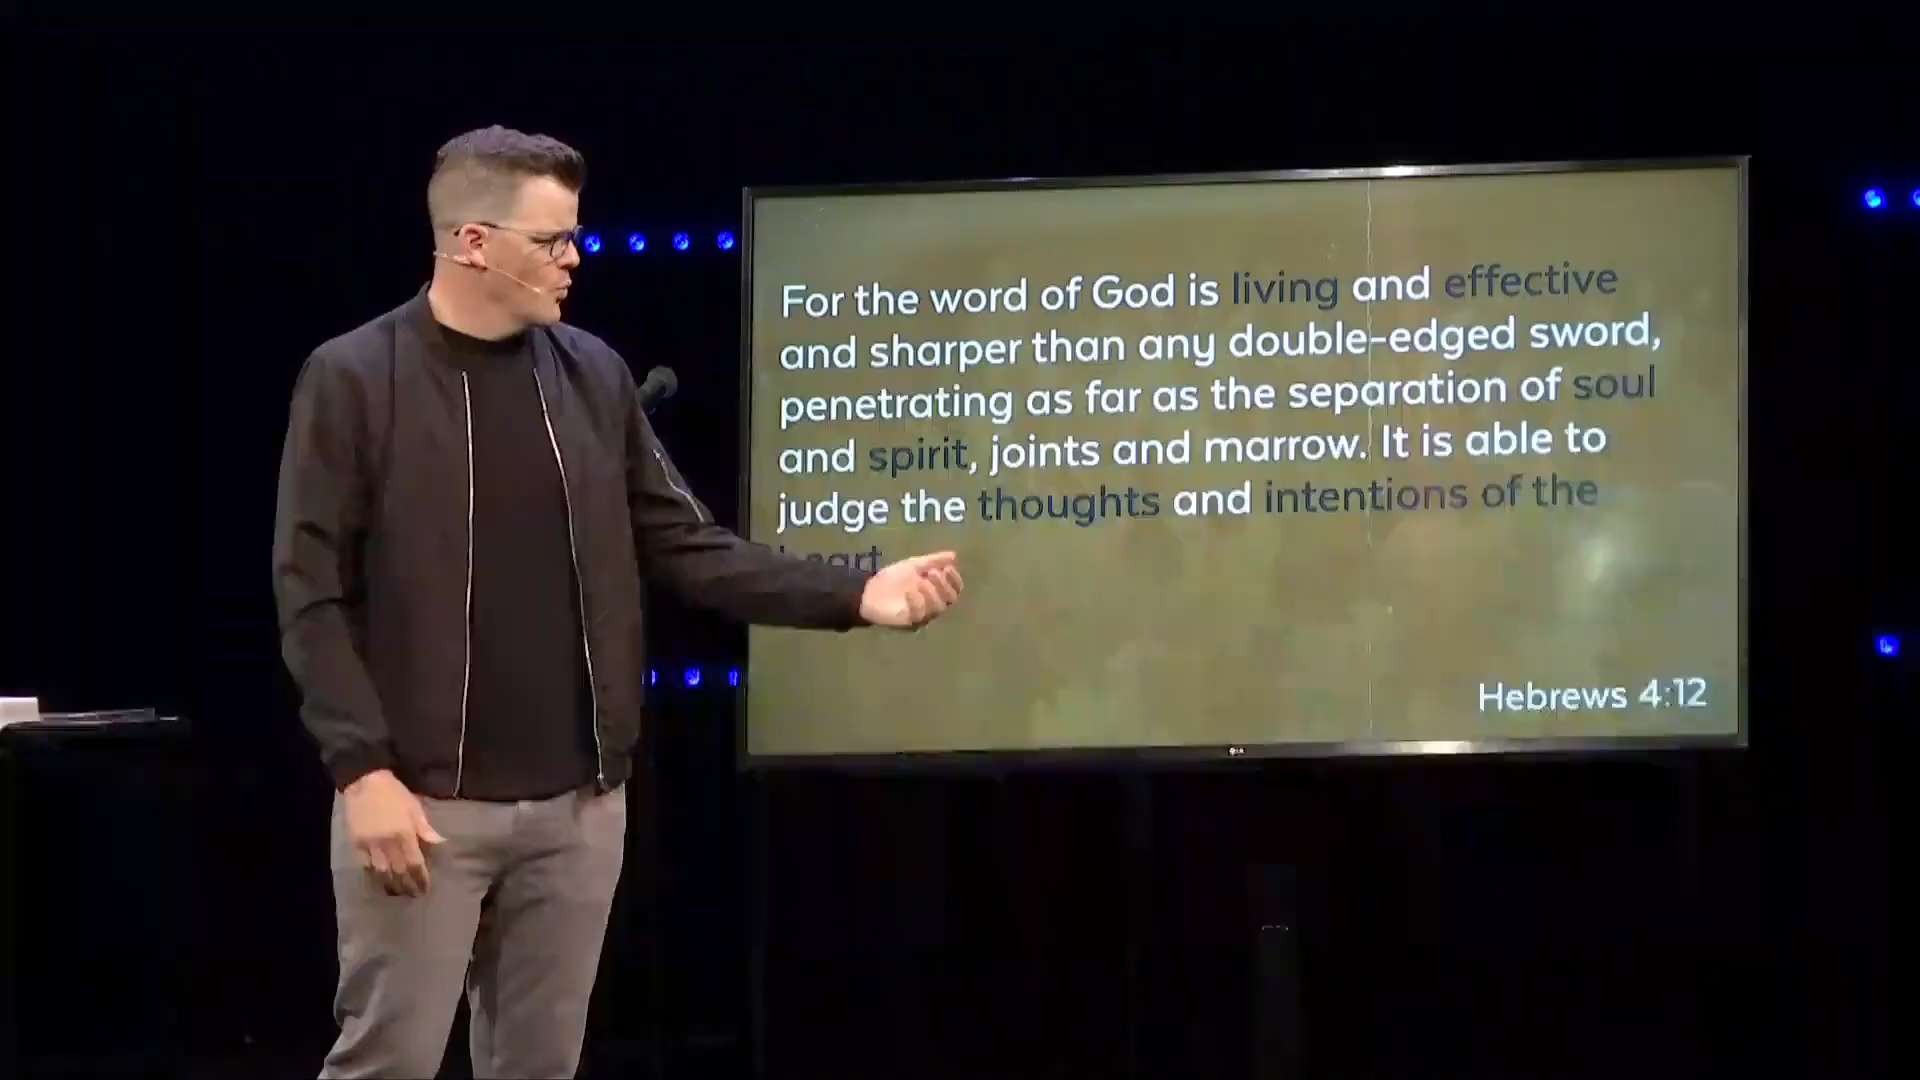 For the word of God is living and effective
and sharper than any double-edged sword,
penetrating as far as the separation of soul
and spirit, joints and marrow. It is able to
judge the thoughts and intentions of the
heart
Hebrews 4:12
LG